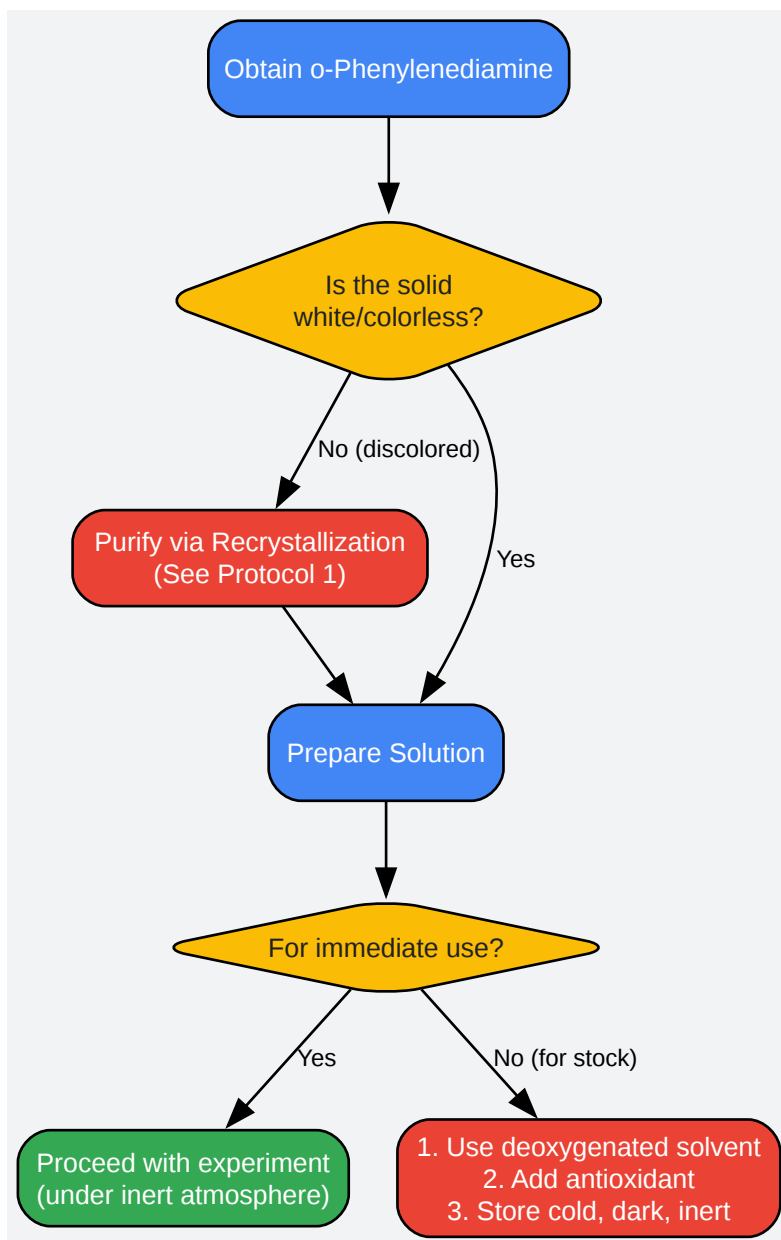 Obtain o-Phenylenediamine
Is the solid
white/colorless?
No (discolored)
Purify via Recrystallization
(See Protocol 1)
Yes
Prepare Solution
For immediate use?
Yes
No (for stock)
Proceed with experiment
(under inert atmosphere)
1. Use deoxygenated solvent
2. Add antioxidant
3. Store cold, dark, inert